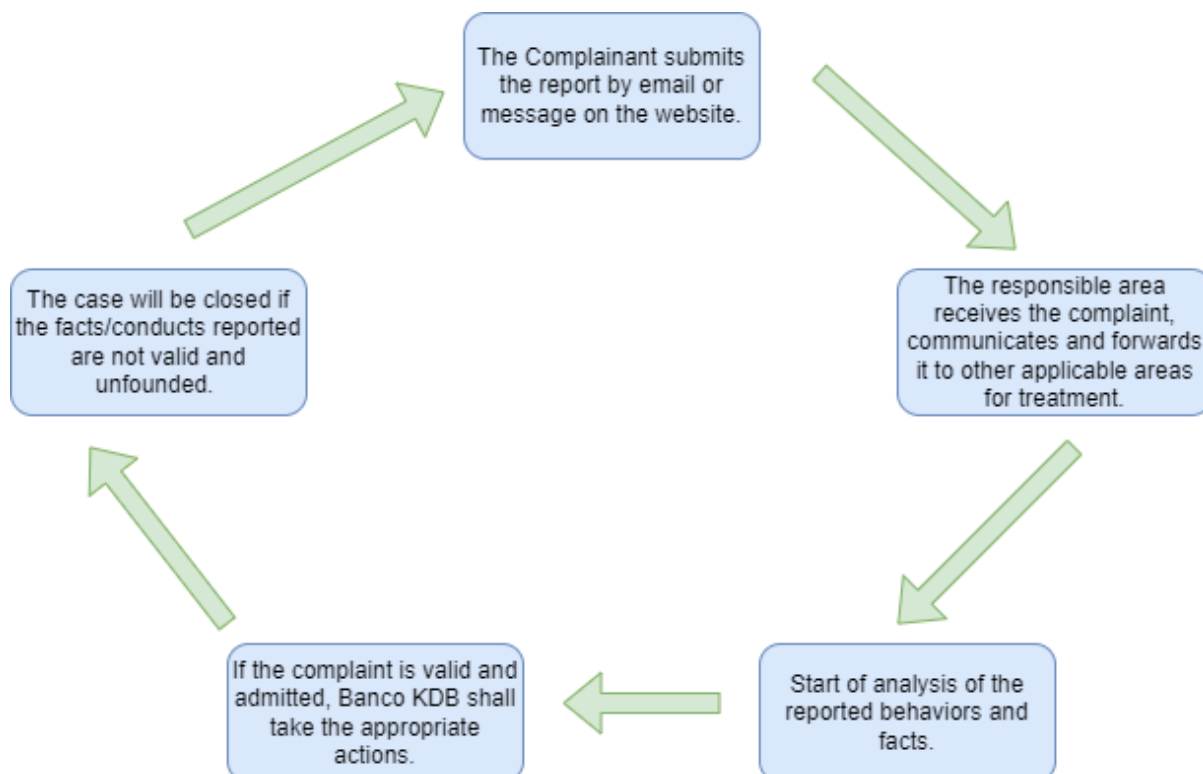 The Complainant submits
the report by email or
message on the website.
The responsible area
receives the complaint,
communicates and forwards
it to other applicable areas
for treatment.
Start of analysis of the
reported behaviors and
facts.
If the complaint is valid and
admitted, Banco KDB shall
take the appropriate
actions.
The case will be closed if
the facts/conducts reported
are not valid and
unfounded.